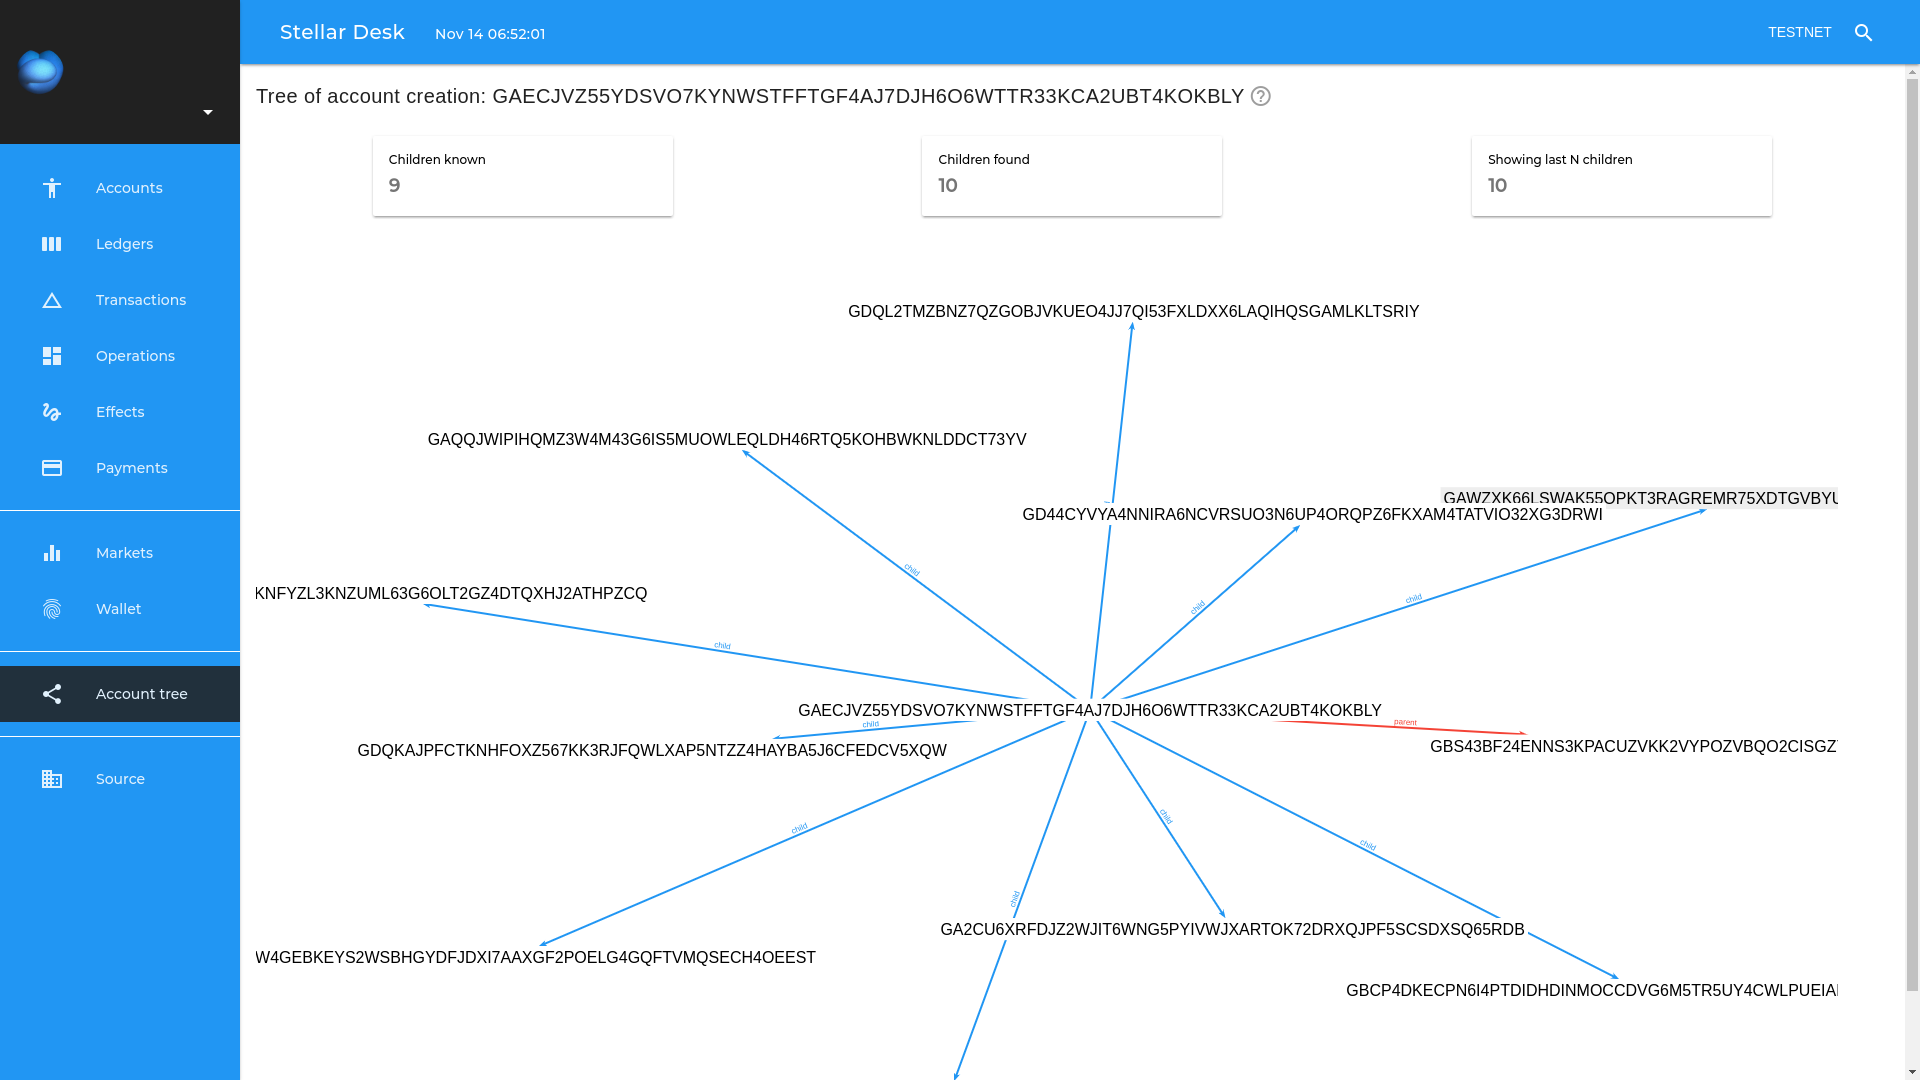 Stellar Desk
Nov 14 06:52:01
TESTNET
Tree of account creation: GAECJVZ55YDSVO7KYNWSTFFTGF4AJ7DJH6O6WTTR33KCA2UBT4KOKBLY
Children known
9
Children found
10
Showing last N children
10
Accounts
Ledgers
Transactions
Operations
Effects
Payments
Markets
Wallet
Account tree
Source
GDQL2TMZBNZ7QZGOBJVKUEO4JJ7QI53FXLDXX6LAQIHQSGAMLKLTSRIY
GAQQJWIPIHQMZ3W4M43G6IS5MUOWLEQLDH46RTQ5KOHBWKNLDDCT73YV
GAWZXK66LSWAK55OPKT3RAGREMR75XDTGVBYU
GD44CYVYA4NNIRA6NCVRSUO3N6UP4ORQPZ6FKXAM4TATVIO32XG3DRWI
child
KNFYZL3KNZUML63G6OLT2GZ4DTQXHJ2ATHPZCQ
child
child
child
GAECJVZ55YDSVO7KYNWSTFFTGF4AJ7DJH6O6WTTR33KCA2UBT4KOKBLY
child
parent
GDQKAJPFCTKNHFOXZ567KK3RJFQWLXAP5NTZZ4HAYBA5J6CFEDCV5XQW
GBS43BF24ENNS3KPACUZVKK2VYPOZVBQO2CISGZ
child
child
child
child
GA2CU6XRFDJZ2WJIT6WNG5PYIVWJXARTOK72DRXQJPF5SCSDXSQ65RDB
W4GEBKEYS2WSBHGYDFJDXI7AAXGF2POELG4GQFTVMQSECH4OEEST
GBCP4DKECPN6I4PTDIDHDINMOCCDVG6M5TR5UY4CWLPUEIA